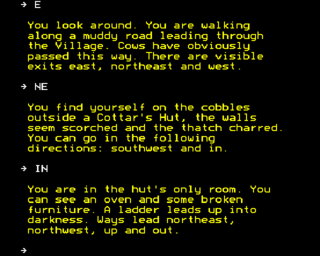 → E
You look around. You are walking
along a muddy road leading through
the Village. Cows have obviously
passed this way. There are visible
exits east, northeast and west.
→ NE
You find yourself on the cobbles
outside a Cottar's Hut, the walls
seem scorched and the thatch charred.
You can go in the following
directions: southwest and in.
→ IN
You are in the hut's only room. You
can see an oven and some broken
furniture. A ladder leads up into
darkness. Ways lead northeast,
northwest, up and out.
→